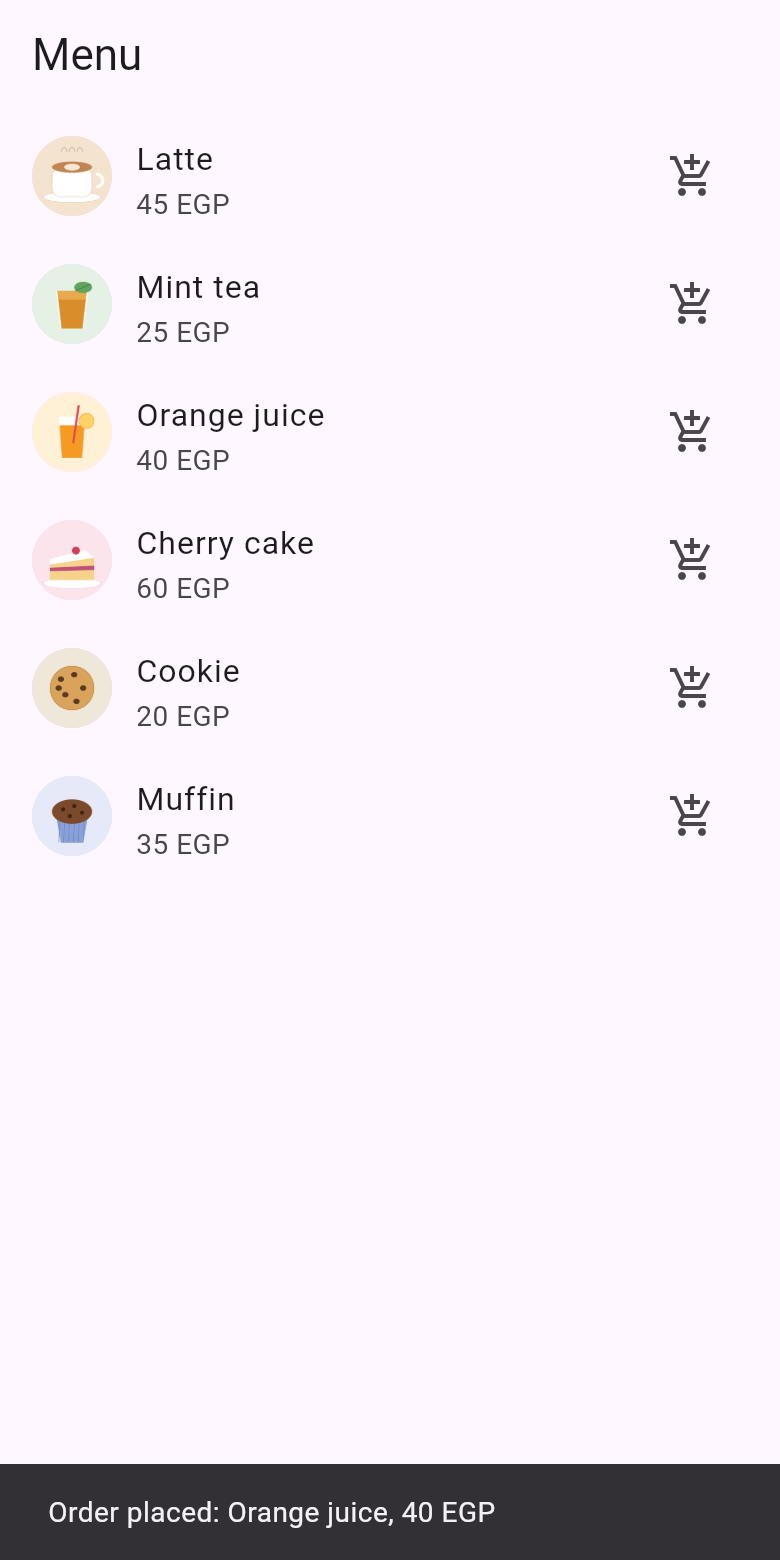 Menu
Latte
45 EGP
Mint tea
25 EGP
Orange juice
40 EGP
Cherry cake
60 EGP
Cookie
20 EGP
Muffin
35 EGP
Order placed: Orange juice, 40 EGP